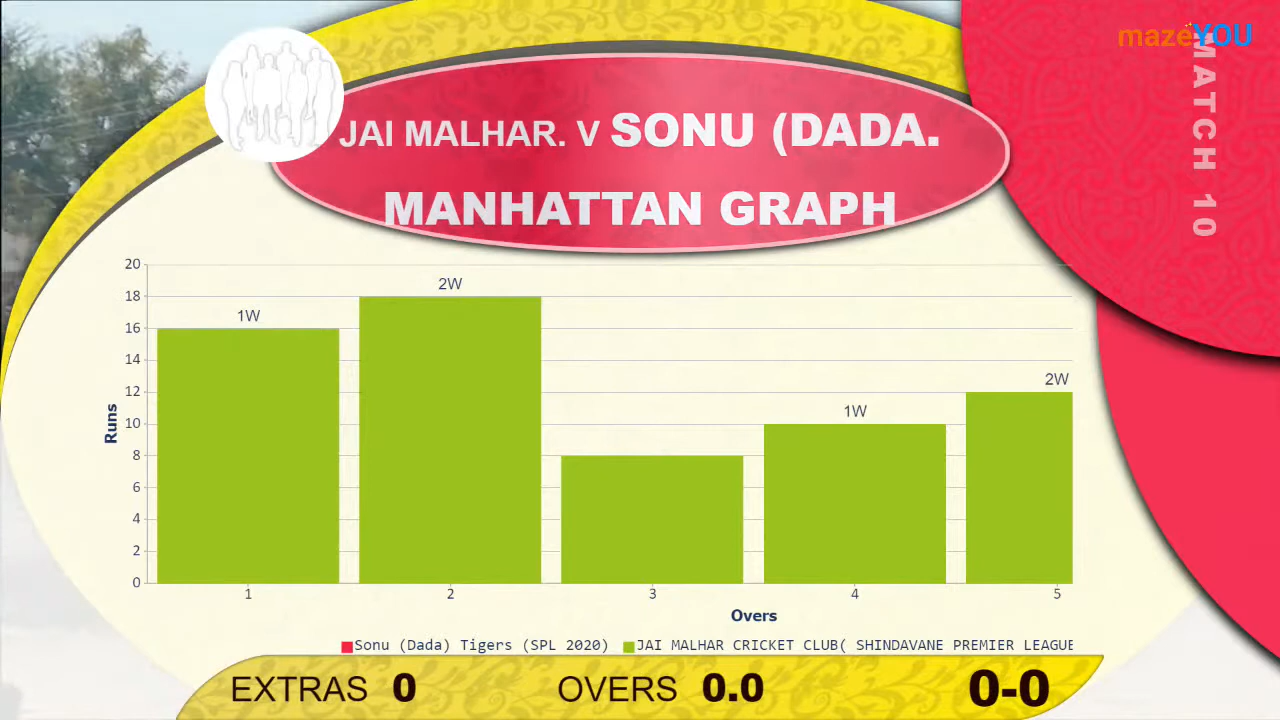 mazeYOU
MATCH 10
JAI MALHAR. V SONU (DADA.
MANHATTAN GRAPH
20
18
16
14
12
10
8
6
4
2
0
Runs
1W
2W
1W
2W
1 2 3 4 5
Overs
Sonu (Dada) Tigers (SPL 2020) JAI MALHAR CRICKET CLUB( SHINDAVANE PREMIER LEAGUE
EXTRAS 0 OVERS 0.0 0-0